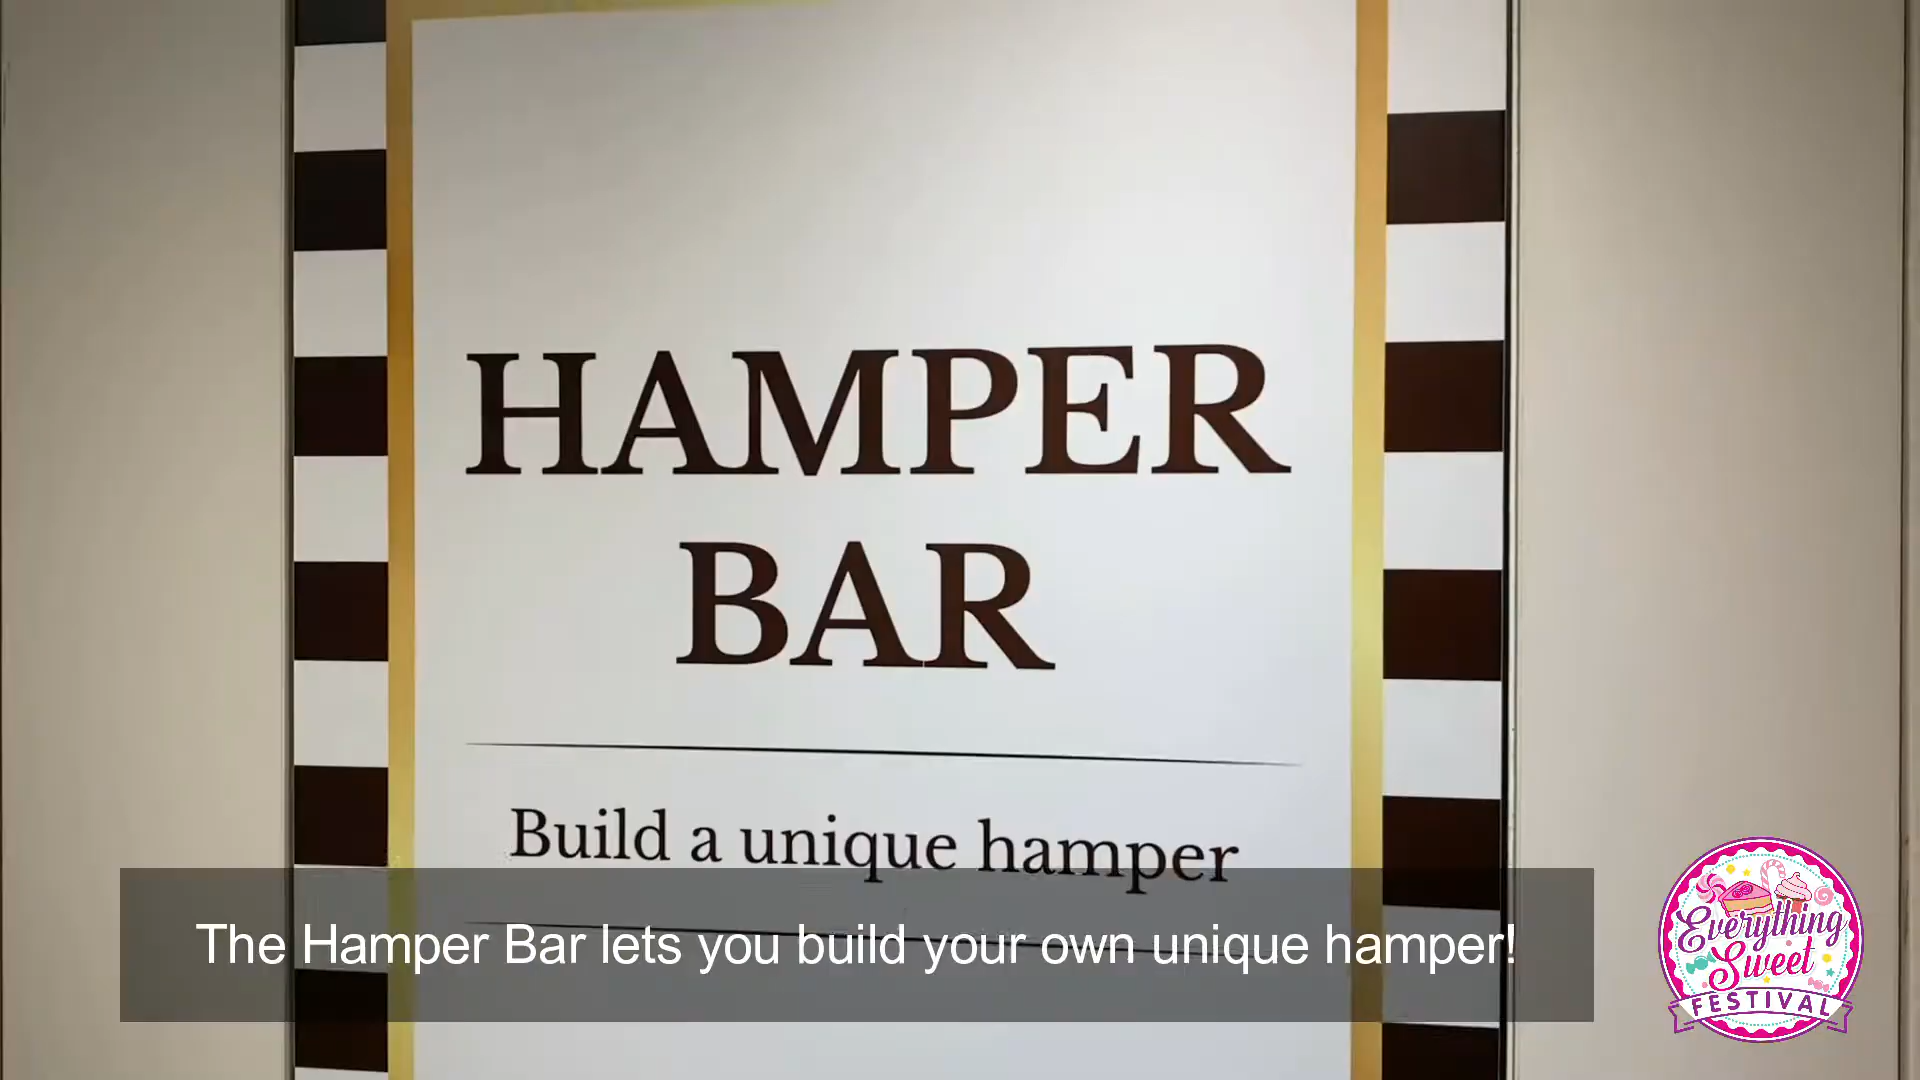 HAMPER
BAR
Build a unique hamper
The Hamper Bar lets you build your own unique hamper!
Everything
Sweet
FESTIVAL